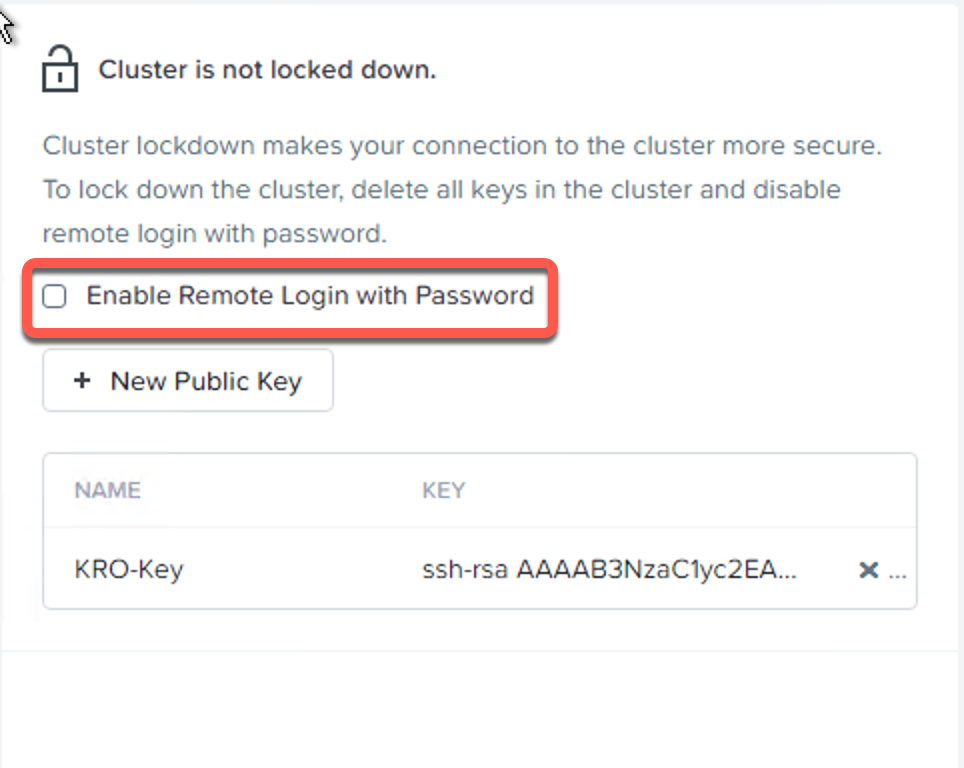 Cluster is not locked down.
Cluster lockdown makes your connection to the cluster more secure.
To lock down the cluster, delete all keys in the cluster and disable
remote login with password.
Enable Remote Login with Password
+ New Public Key
NAME KEY
KRO-Key ssh-rsa AAAAB3NzaC1yc2EA... × ...